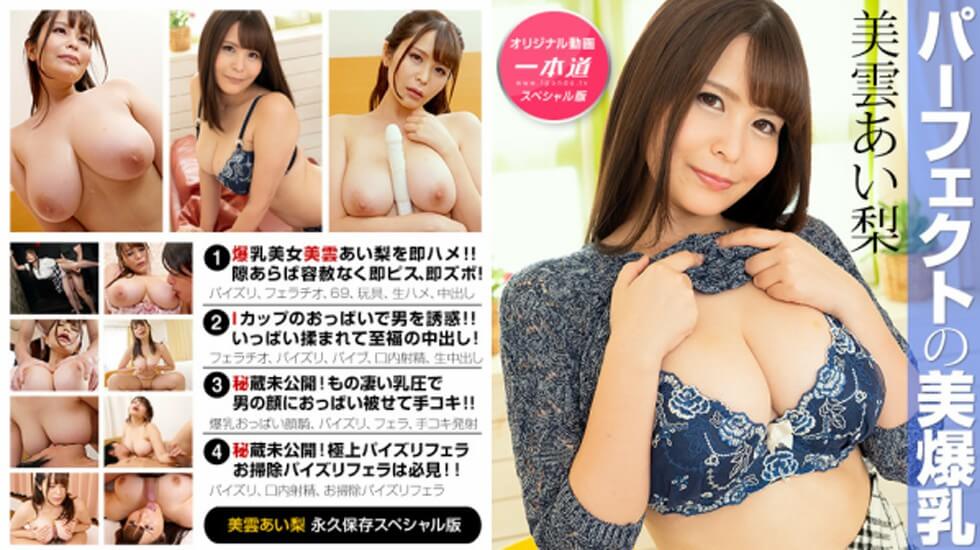 1 爆乳美女美雲あい梨を即ハメ!!
隙あらば容赦なく即ピス、即ズボ!
パイズリ、フェラチオ、69、玩具、生ハメ、中出し
2 Iカップのおっぱいで男を誘惑!!
いっぱい揉まれて至福の中出し!
フェラチオ、パイズリ、バイブ、口内射精、生中出し
3 秘蔵未公開!もの凄い乳圧で
男の顔におっぱい被せて手コキ!!
爆乳おっぱい顔騎、パイズリ、フェラ、手コキ発射
4 秘蔵未公開!極上パイズリフェラ
お掃除パイズリフェラは必見!!
パイズリ、口内射精、お掃除パイズリフェラ
美雲あい梨 永久保存スペシャル版
オリジナル動画
一本道
www.1pondo.tv
スペシャル版
美雲あい梨
パーフェクトの美爆乳